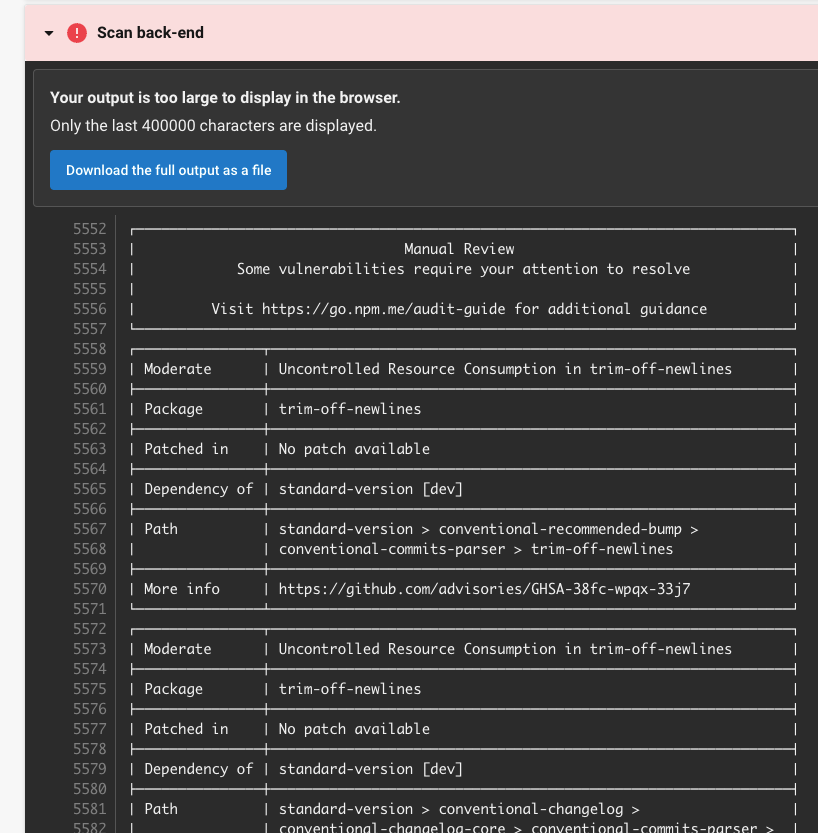 Scan back-end
Your output is too large to display in the browser.
Only the last 400000 characters are displayed.
Download the full output as a file
5552
5553 Manual Review
5554 Some vulnerabilities require your attention to resolve
5555
5556 Visit https://go.npm.me/audit-guide for additional guidance
5557
5558
5559 | Moderate | Uncontrolled Resource Consumption in trim-off-newlines |
5560
5561 | Package | trim-off-newlines |
5562
5563 | Patched in | No patch available |
5564
5565 | Dependency of | standard-version [dev] |
5566
5567 | Path | standard-version > conventional-recommended-bump > |
5568 | | conventional-commits-parser > trim-off-newlines |
5569
5570 | More info | https://github.com/advisories/GHSA-38fc-wpqx-33j7 |
5571
5572
5573 | Moderate | Uncontrolled Resource Consumption in trim-off-newlines |
5574
5575 | Package | trim-off-newlines |
5576
5577 | Patched in | No patch available |
5578
5579 | Dependency of | standard-version [dev] |
5580
5581 | Path | standard-version > conventional-changelog > |
5582 | | conventional-changelog-core > conventional-commits-parser > |